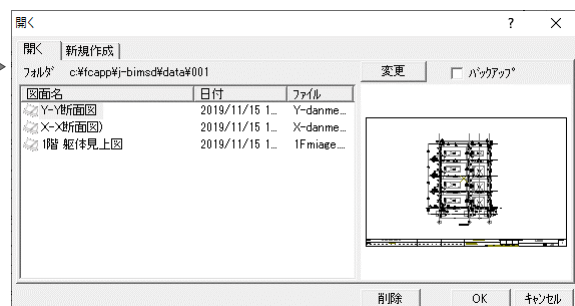 開く
? ×
開く 新規作成
ﾌｫﾙﾀﾞ c:¥fcapp¥j-bimsd¥data¥001
変更
バックアップ
図面名 日付 ファイル
Y-Y断面図 2019/11/15 1... Y-danme...
X-X断面図) 2019/11/15 1... X-danme...
1階 躯体見上図 2019/11/15 1... 1Fmiage...
削除 OK キャンセル